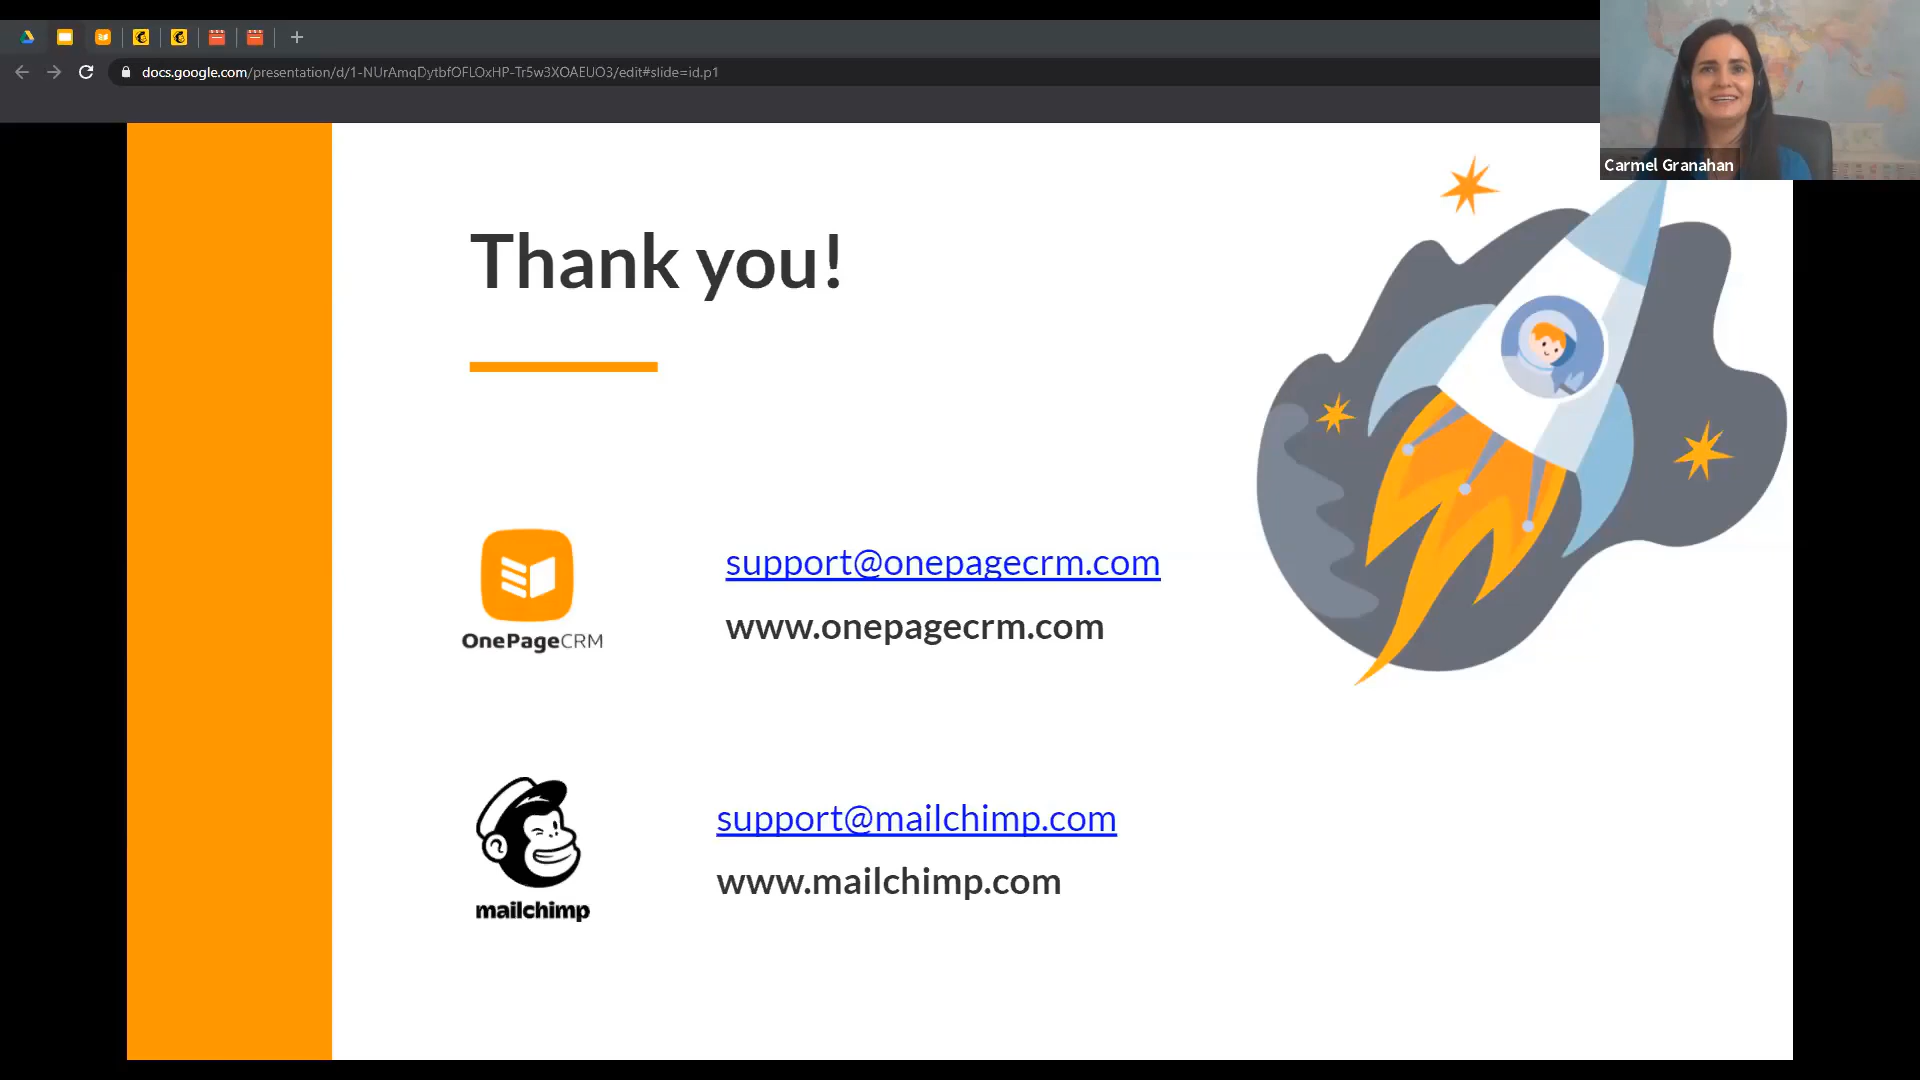 docs.google.com/presentation/d/1-NUrAmqDytbfOFLOxHP-Tr5w3XOAEUO3/edit#slide=id.p1
Carmel Granahan
Thank you!
support@onepagecrm.com
www.onepagecrm.com
OnePageCRM
support@mailchimp.com
www.mailchimp.com
mailchimp